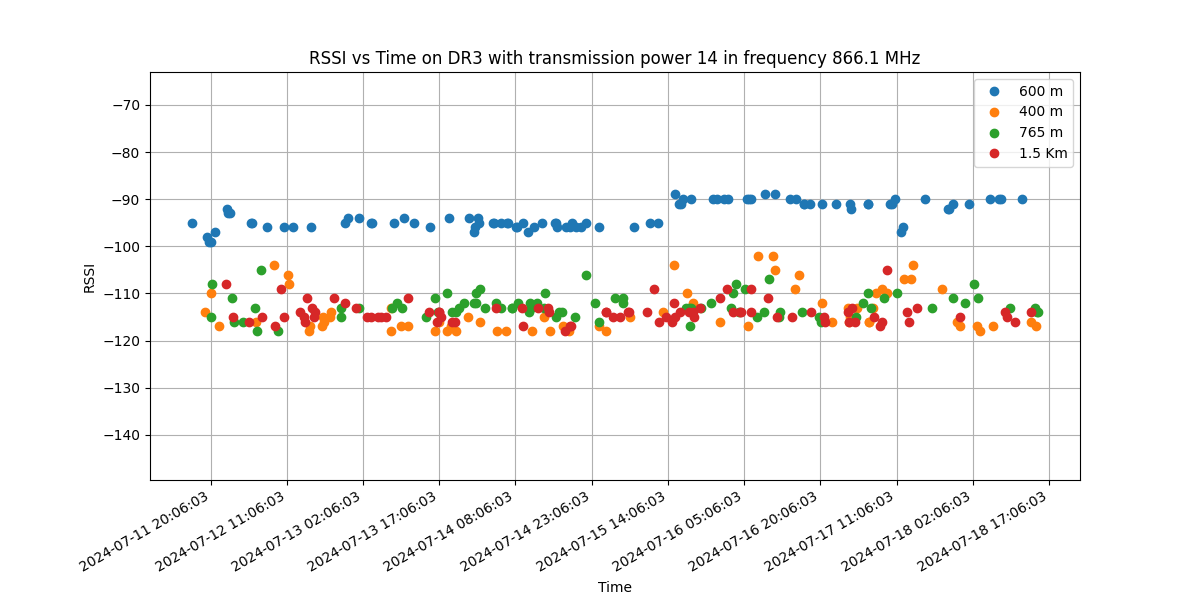 RSSI vs Time on DR3 with transmission power 14 in frequency 866.1 MHz
600 m
400 m
765 m
1.5 Km
RSSI
−70
−80
−90
−100
−110
−120
−130
−140
2024-07-11 20:06:03
2024-07-12 11:06:03
2024-07-13 02:06:03
2024-07-13 17:06:03
2024-07-14 08:06:03
2024-07-14 23:06:03
2024-07-15 14:06:03
2024-07-16 05:06:03
2024-07-16 20:06:03
2024-07-17 11:06:03
2024-07-18 02:06:03
2024-07-18 17:06:03
Time